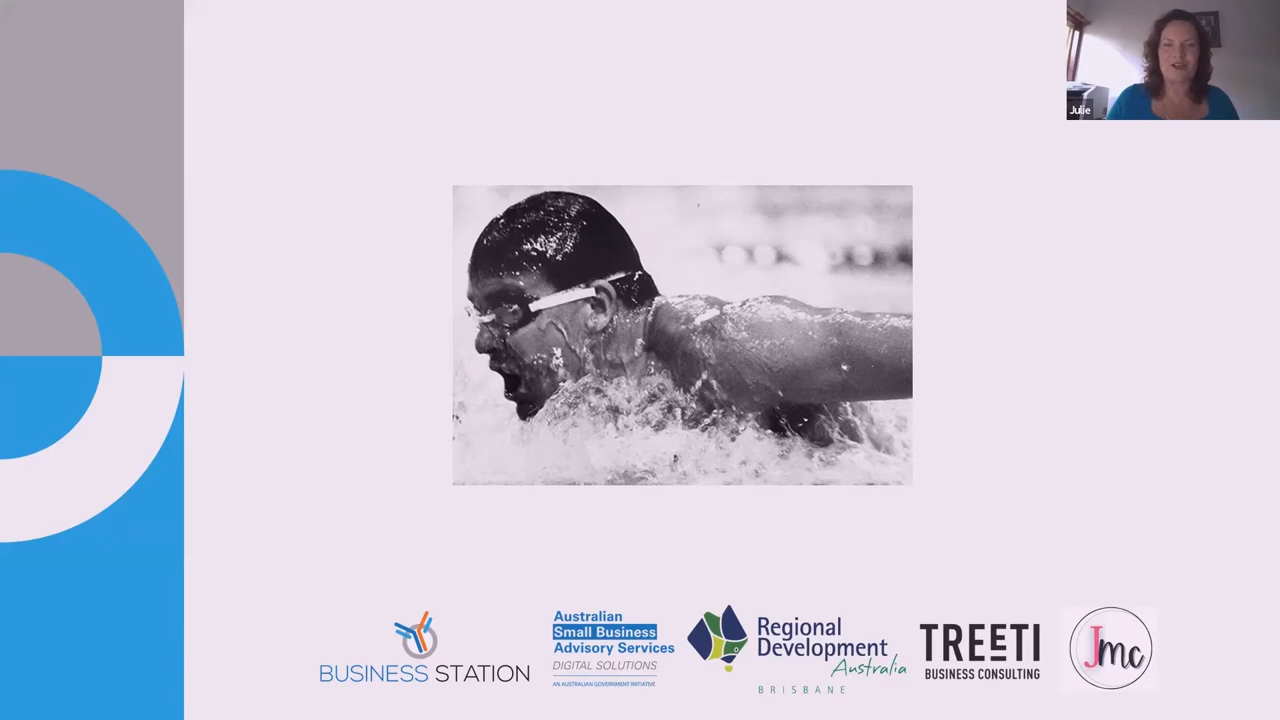 Julie
BUSINESS STATION
Australian
Small Business
Advisory Services
DIGITAL SOLUTIONS
AN AUSTRALIAN GOVERNMENT INITIATIVE
Regional
Development
Australia
BRISBANE
TREETI
BUSINESS CONSULTING
Jmc